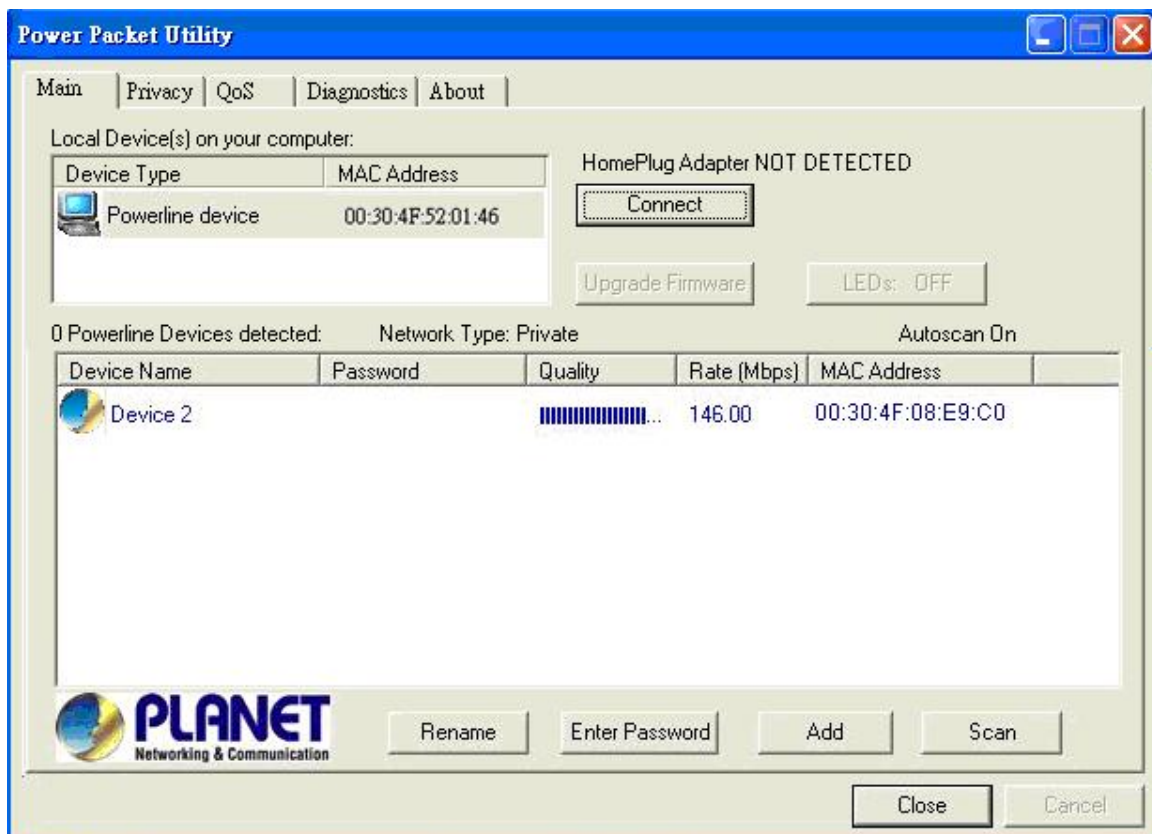 Power Packet Utility
Main Privacy QoS Diagnostics About
Local Device(s) on your computer:
Device Type MAC Address
Powerline device 00:30:4F:52:01:46
HomePlug Adapter NOT DETECTED
Connect
Upgrade Firmware LEDs: OFF
0 Powerline Devices detected: Network Type: Private Autoscan On
Device Name Password Quality Rate (Mbps) MAC Address
Device 2 ... 146.00 00:30:4F:08:E9:C0
PLANET
Networking & Communication
Rename Enter Password Add Scan
Close Cancel